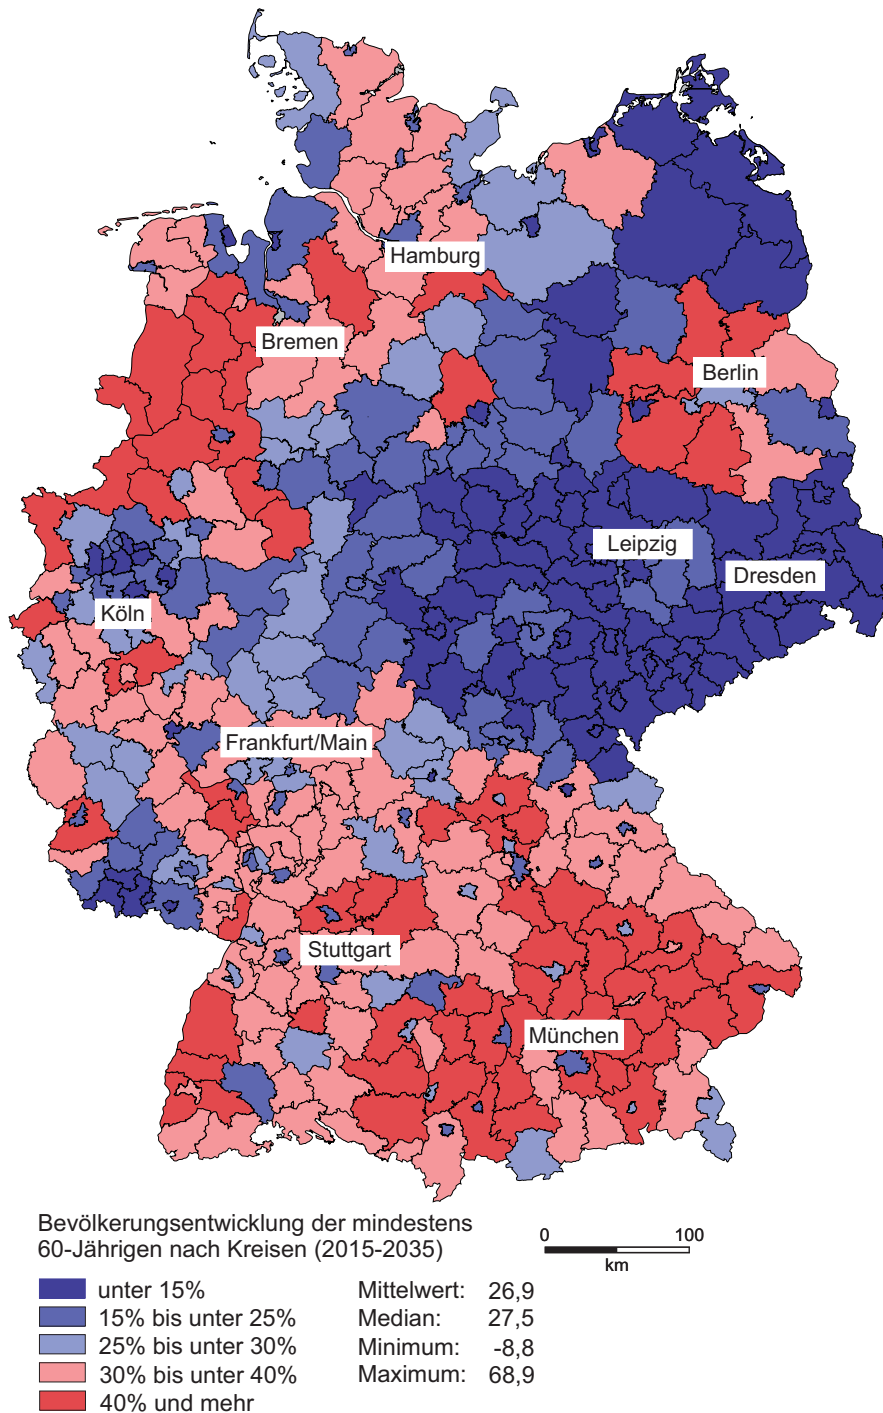 Hamburg
Bremen
Berlin
Leipzig
Dresden
Köln
Frankfurt/Main
Stuttgart
München
Bevölkerungsentwicklung der mindestens
60-Jährigen nach Kreisen (2015-2035)
0 100
km
unter 15%
15% bis unter 25%
25% bis unter 30%
30% bis unter 40%
40% und mehr
Mittelwert: 26,9
Median: 27,5
Minimum: -8,8
Maximum: 68,9